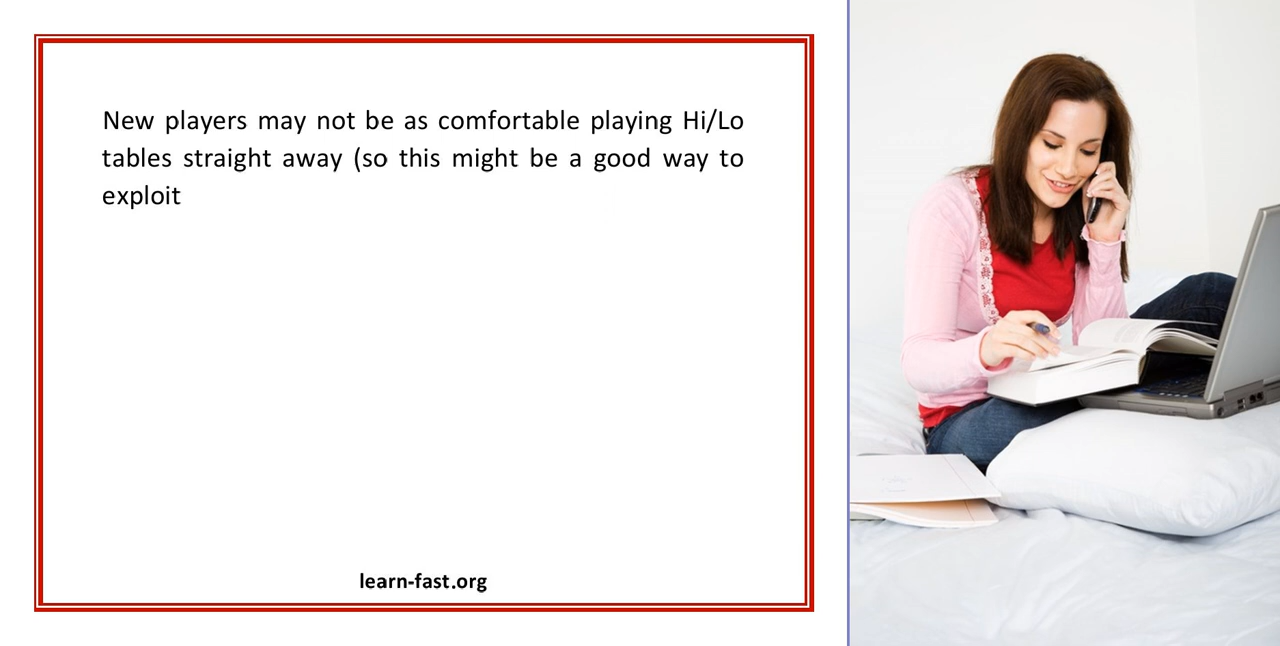 New players may not be as comfortable playing Hi/Lo
tables straight away (so this might be a good way to
exploit
learn-fast.org